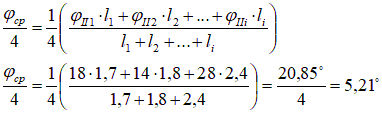 φср/4 = 1/4 (φII1 · l1 + φII2 · l2 + ... + φIIi · li / l1 + l2 + ... + li)
φср/4 = 1/4 (18 · 1,7 + 14 · 1,8 + 28 · 2,4 / 1,7 + 1,8 + 2,4) = 20,85° / 4 = 5,21°